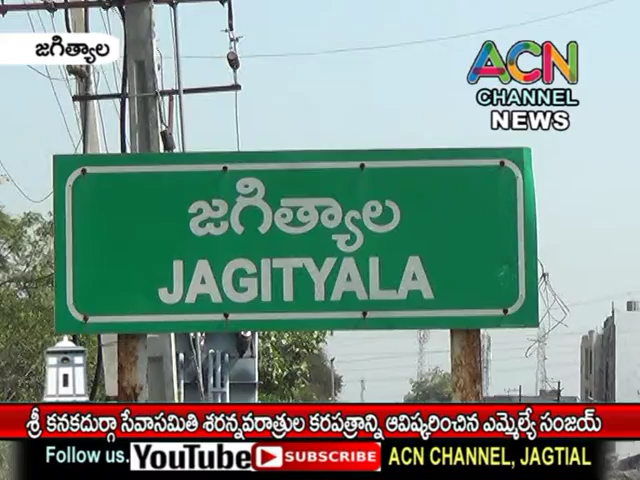 జగిత్యాల
ACN
CHANNEL
NEWS
జగిత్యాల
JAGITYALA
శ్రీ కనకదుర్గా సేవాసమితి శరన్నవరాత్రుల కరపత్రాన్ని ఆవిష్కరించిన ఎమ్మెల్యే సంజయ్
Follow us. YouTube SUBSCRIBE ACN CHANNEL, JAGTIAL